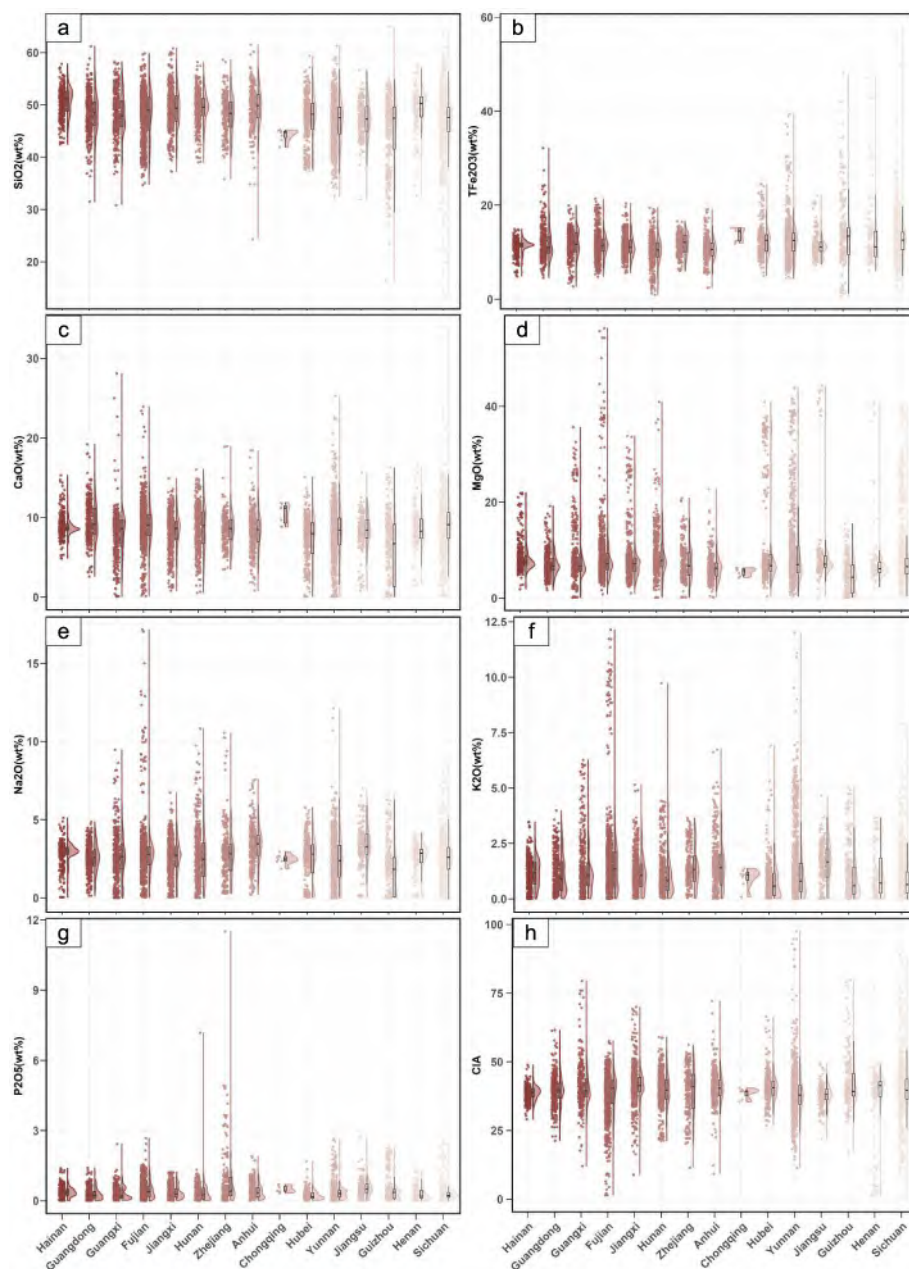 a
SiO2(wt%)
60
50
40
30
20
b
TFe2O3(wt%)
60
40
20
0
c
CaO(wt%)
30
20
10
0
d
MgO(wt%)
40
20
0
e
Na2O(wt%)
15
10
5
0
f
K2O(wt%)
12.5
10.0
7.5
5.0
2.5
0.0
g
P2O5(wt%)
12
9
6
3
0
h
CIA
100
75
50
25
0
Hainan
Guangdong
Guangxi
Fujian
Jiangxi
Hunan
Zhejiang
Anhui
Chongqing
Hubei
Yunnan
Jiangsu
Guizhou
Henan
Sichuan
Hainan
Guangdong
Guangxi
Fujian
Jiangxi
Hunan
Zhejiang
Anhui
Chongqing
Hubei
Yunnan
Jiangsu
Guizhou
Henan
Sichuan